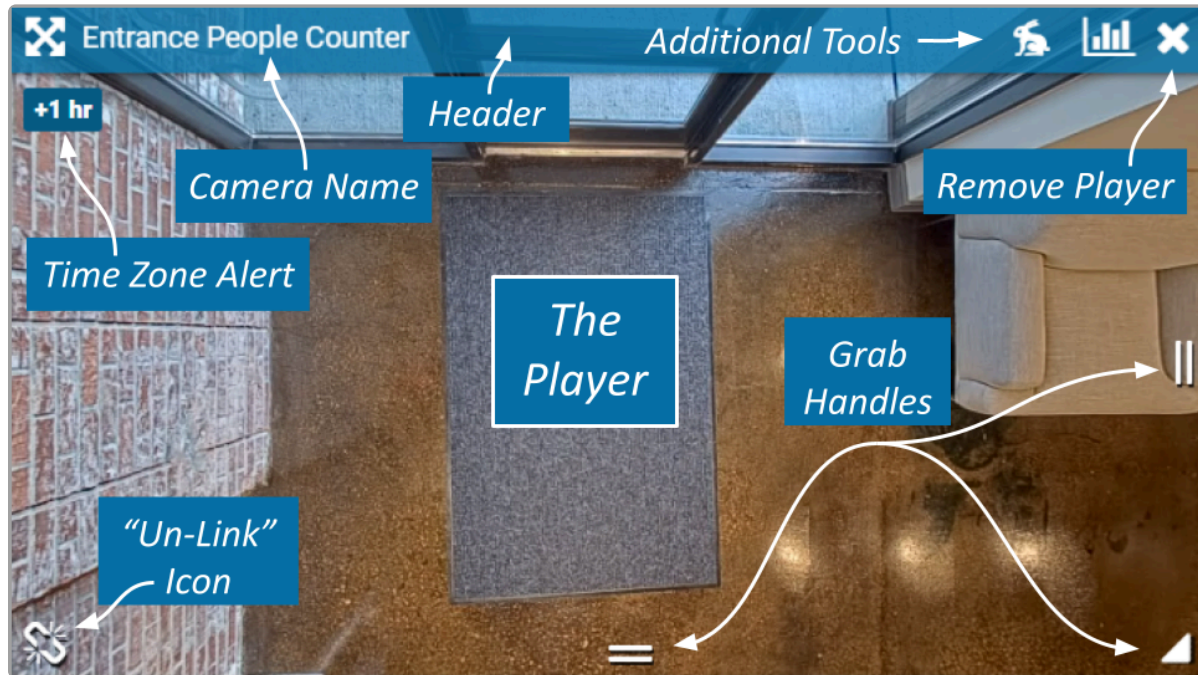 Entrance People Counter
Additional Tools
+1 hr
Header
Camera Name
Remove Player
Time Zone Alert
The
Player
Grab
Handles
“Un-Link”
Icon